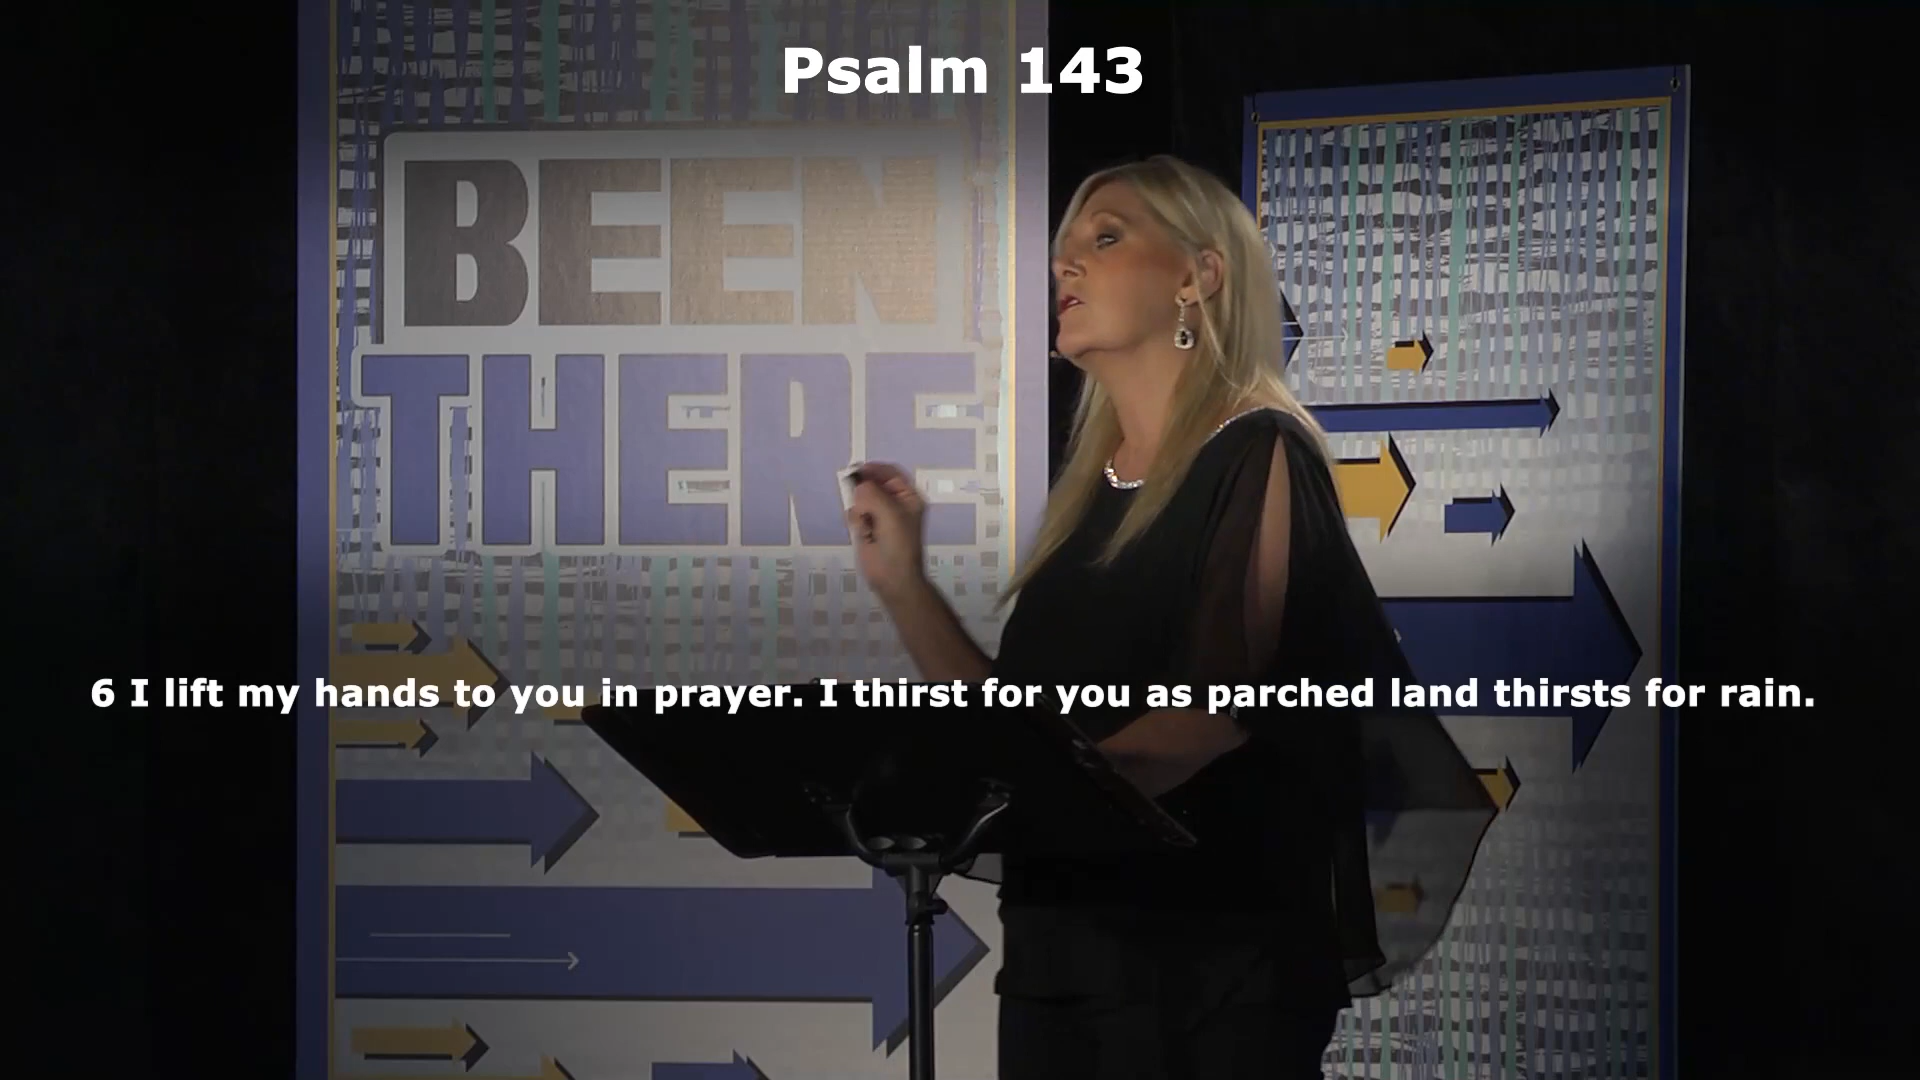 Psalm 143
BEEN
THERE
6 I lift my hands to you in prayer. I thirst for you as parched land thirsts for rain.